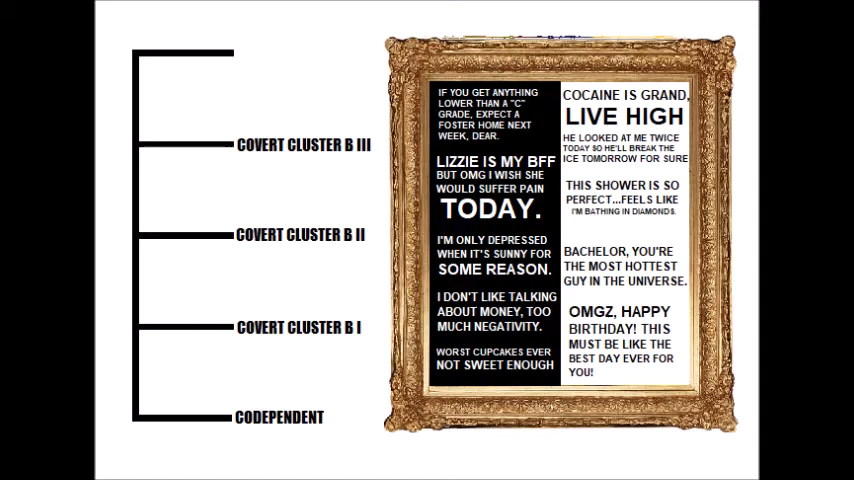 COVERT CLUSTER B III
COVERT CLUSTER B II
COVERT CLUSTER B I
CODEPENDENT
IF YOU GET ANYTHING
LOWER THAN A "C"
GRADE, EXPECT A
FOSTER HOME NEXT
WEEK, DEAR.
LIZZIE IS MY BFF
BUT OMG I WISH SHE
WOULD SUFFER PAIN
TODAY.
I'M ONLY DEPRESSED
WHEN IT'S SUNNY FOR
SOME REASON.
I DON'T LIKE TALKING
ABOUT MONEY, TOO
MUCH NEGATIVITY.
WORST CUPCAKES EVER
NOT SWEET ENOUGH
COCAINE IS GRAND,
LIVE HIGH
HE LOOKED AT ME TWICE
TODAY SO HE'LL BREAK THE
ICE TOMORROW FOR SURE
THIS SHOWER IS SO
PERFECT...FEELS LIKE
I'M BATHING IN DIAMONDS.
BACHELOR, YOU'RE
THE MOST HOTTEST
GUY IN THE UNIVERSE.
OMGZ, HAPPY
BIRTHDAY! THIS
MUST BE LIKE THE
BEST DAY EVER FOR
YOU!